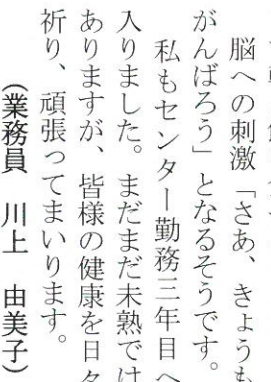 脳への刺激「さあ、きょうも
がんばろう」となるそうです。
私もセンター勤務三年目へ
入りました。まだまだ未熟では
ありますが、皆様の健康を日々
祈り、頑張ってまいります。
（業務員　川上　由美子）